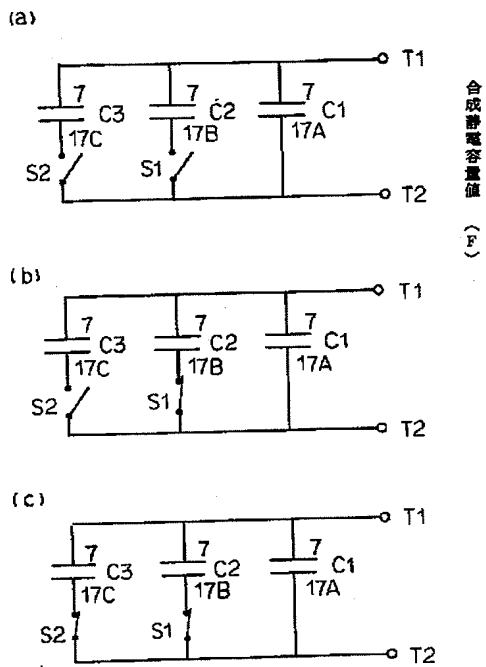 (a)
T1
7
C3
7
C2
7
C1
17C
17B
17A
S2
S1
T2
(b)
T1
7
C3
7
C2
7
C1
17C
17B
17A
S2
S1
T2
(c)
T1
7
C3
7
C2
7
C1
17C
17B
17A
S2
S1
T2
合成静電容量値 (F)